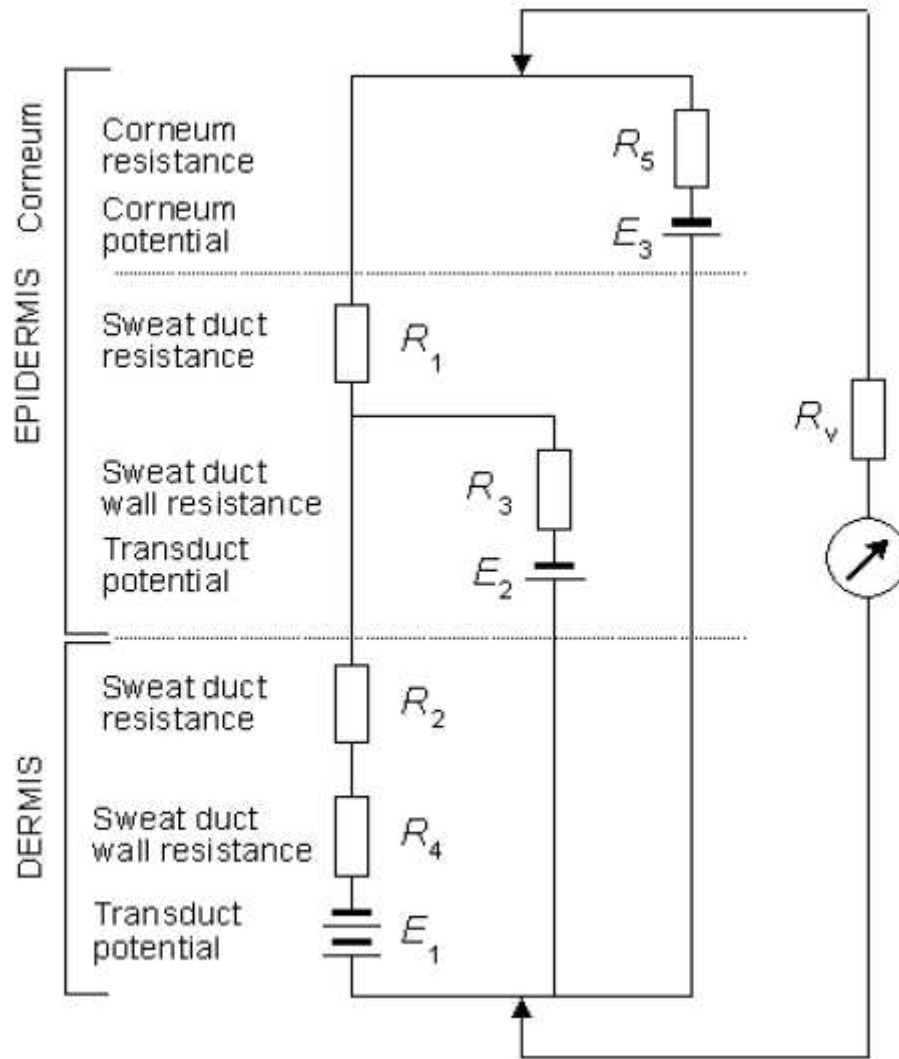 EPIDERMIS
Corneum
Corneum
resistance
Corneum
potential
R5
E3
Sweat duct
resistance
R1
Sweat duct
wall resistance
Transduct
potential
R3
E2
Rv
DERMIS
Sweat duct
resistance
R2
Sweat duct
wall resistance
R4
Transduct
potential
E1